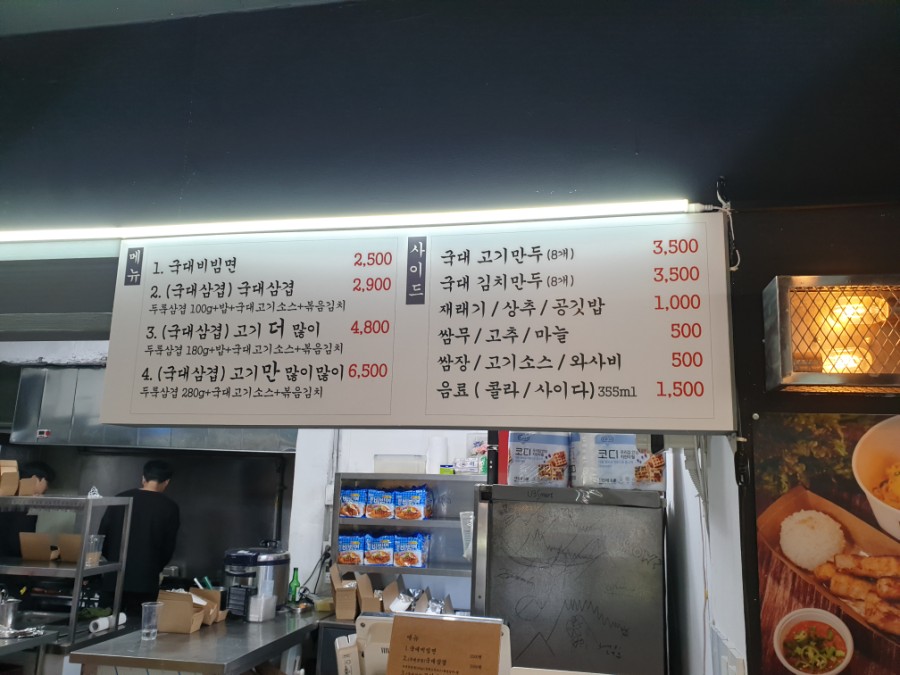 메뉴
1. 국대비빔면 2,500
2. (국대삼겹) 국대삼겹 2,900
두툼삼겹 100g+밥+국대고기소스+볶음김치
3. (국대삼겹) 고기 더 많이 4,800
두툼삼겹 180g+밥+국대고기소스+볶음김치
4. (국대삼겹) 고기만 많이많이 6,500
두툼삼겹 280g+국대고기소스+볶음김치
사이드
국대 고기만두 (8개) 3,500
국대 김치만두 (8개) 3,500
재래기 / 상추 / 공깃밥 1,000
쌈무 / 고추 / 마늘 500
쌈장 / 고기소스 / 와사비 500
음료 ( 콜라 / 사이다) 355ml 1,500
코디
코디
메뉴